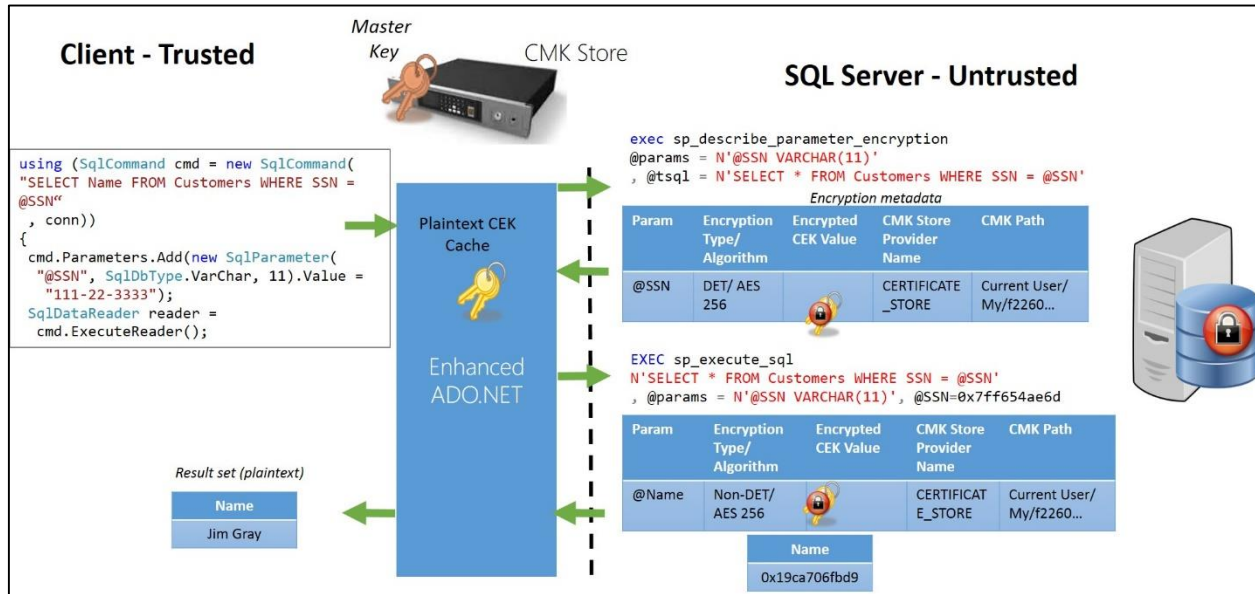 Client - Trusted
Master
Key
CMK Store
SQL Server - Untrusted
using (SqlCommand cmd = new SqlCommand(
"SELECT Name FROM Customers WHERE SSN =
@SSN“
, conn))
{
cmd.Parameters.Add(new SqlParameter(
"@SSN", SqlDbType.VarChar, 11).Value =
"111-22-3333");
SqlDataReader reader =
cmd.ExecuteReader();
Plaintext CEK
Cache
Enhanced
ADO.NET
exec sp_describe_parameter_encryption
@params = N'@SSN VARCHAR(11)'
, @tsql = N'SELECT * FROM Customers WHERE SSN = @SSN'
Encryption metadata
Param Encryption Encrypted CMK Store CMK Path
Type/ CEK Value Provider
Algorithm Name
@SSN DET/ AES CERTIFICATE Current User/
256 _STORE My/f2260...
EXEC sp_execute_sql
N'SELECT * FROM Customers WHERE SSN = @SSN'
, @params = N'@SSN VARCHAR(11)', @SSN=0x7ff654ae6d
Param Encryption Encrypted CMK Store CMK Path
Type/ CEK Value Provider
Algorithm Name
@Name Non-DET/ CERTIFICAT Current User/
AES 256 E_STORE My/f2260...
Name
0x19ca706fbd9
Result set (plaintext)
Name
Jim Gray